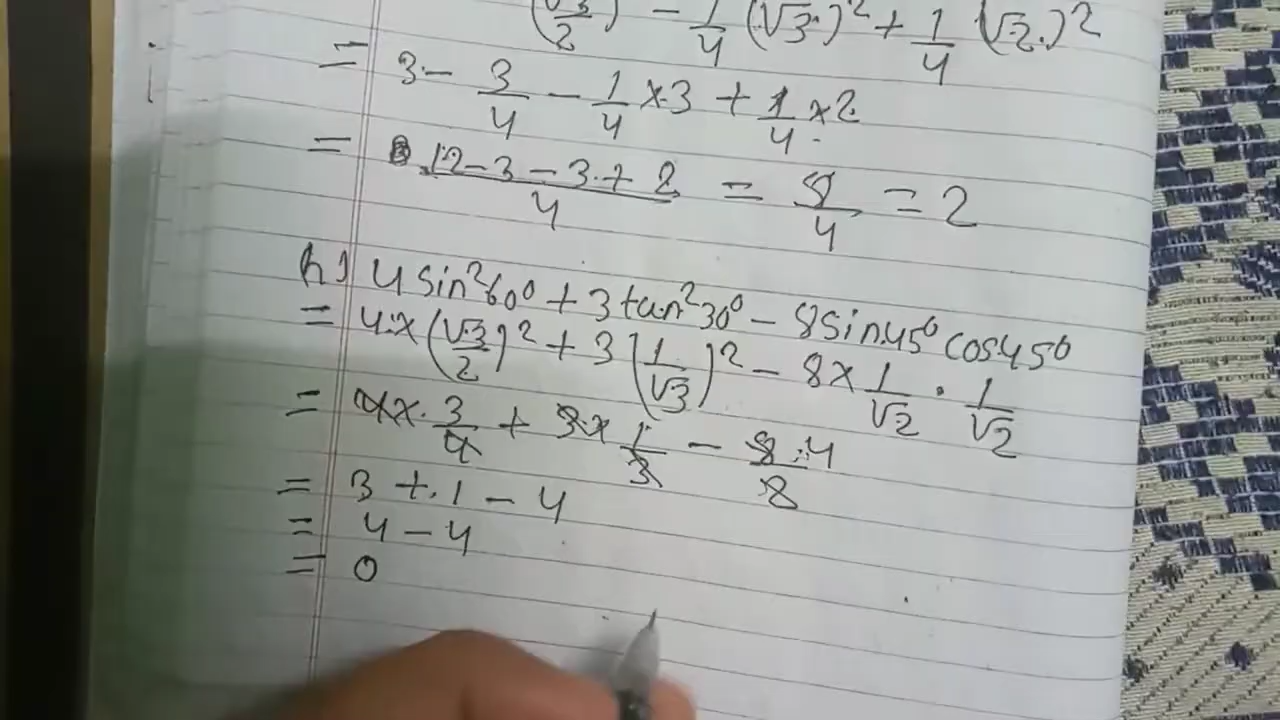 (√3/2) - 1/4 (√3)² + 1/4 (√2)²
= 3 - 3/4 - 1/4 × 3 + 1/4 × 2
= 12 - 3 - 3 + 2 / 4 = 8/4 = 2
h) 4 sin²60° + 3 tan²30° - 8 sin45° cos45°
= 4 × (√3/2)² + 3 (1/√3)² - 8 × 1/√2 · 1/√2
= 4 × 3/4 + 3 × 1/3 - 8 4/2
= 3 + 1 - 4
= 4 - 4
= 0